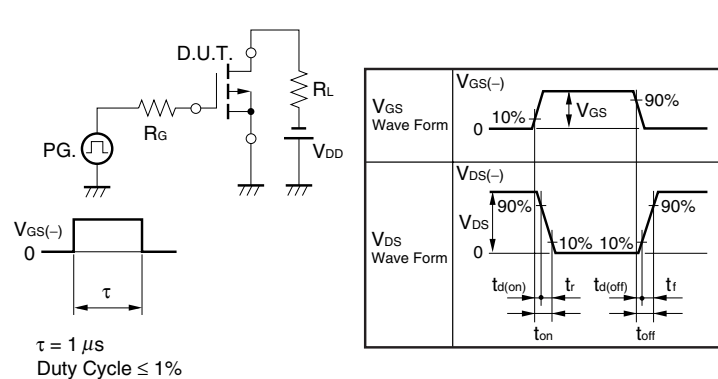 D.U.T.
RL
RG
PG.
VDD
VGS(−)
0
τ
τ = 1 μs
Duty Cycle ≤ 1%
VGS
Wave Form
VGS(−)
10%
VGS
90%
0
VDS
Wave Form
VDS(−)
90%
VDS
90%
10% 10%
0
td(on) tr td(off) tf
ton toff